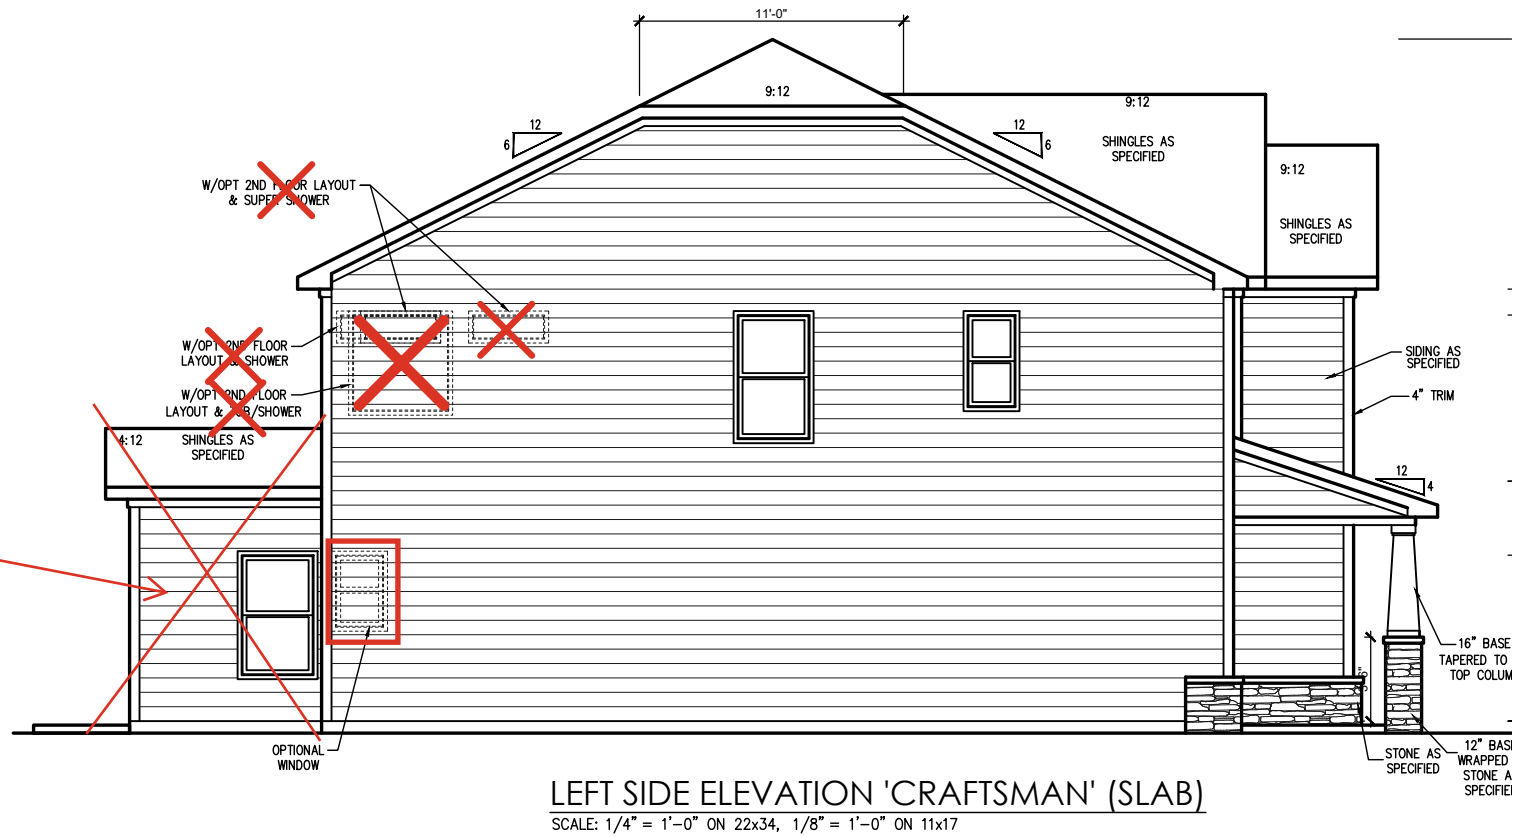 11'-0"
9:12
9:12
12
6
12
6
SHINGLES AS
SPECIFIED
9:12
W/OPT 2ND FLOOR LAYOUT
& SUPER SHOWER
SHINGLES AS
SPECIFIED
W/OPT 2ND FLOOR
LAYOUT & SHOWER
SIDING AS
SPECIFIED
W/OPT 2ND FLOOR
LAYOUT & TUB/SHOWER
4" TRIM
4:12
SHINGLES AS
SPECIFIED
12
4
16" BASE
TAPERED TO
TOP COLUM
OPTIONAL
WINDOW
STONE AS
SPECIFIED
12" BAS
WRAPPED
STONE A
SPECIFIE
LEFT SIDE ELEVATION 'CRAFTSMAN' (SLAB)
SCALE: 1/4" = 1'-0" ON 22x34, 1/8" = 1'-0" ON 11x17